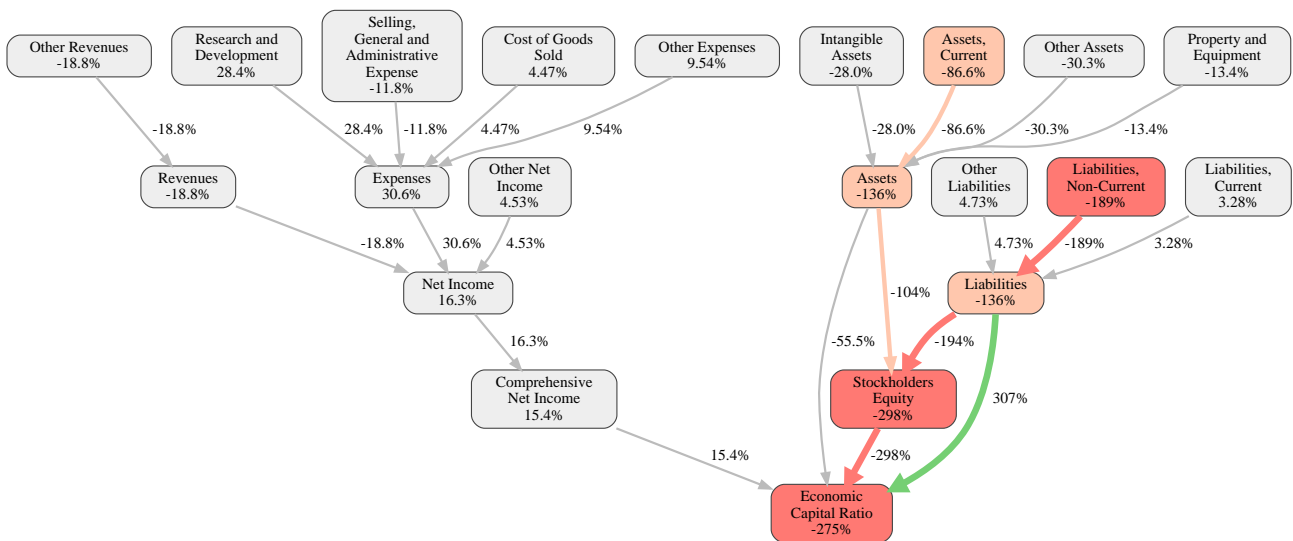 Other Revenues
-18.8%
Research and
Development
28.4%
Selling,
General and
Administrative
Expense
-11.8%
Cost of Goods
Sold
4.47%
Other Expenses
9.54%
Intangible
Assets
-28.0%
Assets,
Current
-86.6%
Other Assets
-30.3%
Property and
Equipment
-13.4%
-18.8%
28.4%
-11.8%
4.47%
9.54%
-28.0%
-86.6%
-30.3%
-13.4%
Revenues
-18.8%
Expenses
30.6%
Other Net
Income
4.53%
Assets
-136%
Other
Liabilities
4.73%
Liabilities,
Non-Current
-189%
Liabilities,
Current
3.28%
-18.8%
30.6%
4.53%
4.73%
-189%
3.28%
Net Income
16.3%
Liabilities
-136%
-104%
16.3%
-55.5%
-194%
Comprehensive
Net Income
15.4%
Stockholders
Equity
-298%
307%
15.4%
-298%
Economic
Capital Ratio
-275%